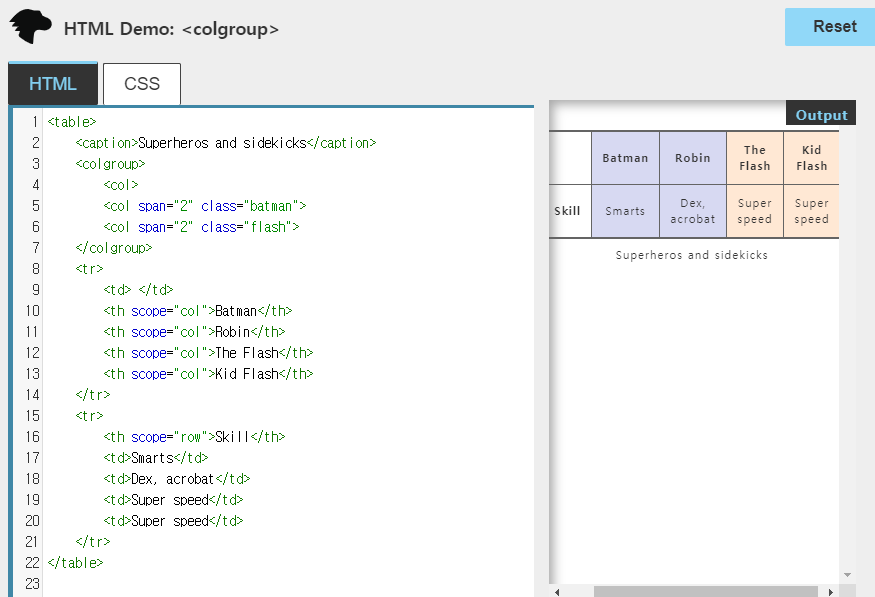 HTML Demo: <colgroup>
Reset
HTML
CSS
1 <table>
2 <caption>Superheros and sidekicks</caption>
3 <colgroup>
4 <col>
5 <col span="2" class="batman">
6 <col span="2" class="flash">
7 </colgroup>
8 <tr>
9 <td> </td>
10 <th scope="col">Batman</th>
11 <th scope="col">Robin</th>
12 <th scope="col">The Flash</th>
13 <th scope="col">Kid Flash</th>
14 </tr>
15 <tr>
16 <th scope="row">Skill</th>
17 <td>Smarts</td>
18 <td>Dex, acrobat</td>
19 <td>Super speed</td>
20 <td>Super speed</td>
21 </tr>
22 </table>
23
Output
Batman Robin The Flash Kid Flash
Skill Smarts Dex, acrobat Super speed Super speed
Superheros and sidekicks